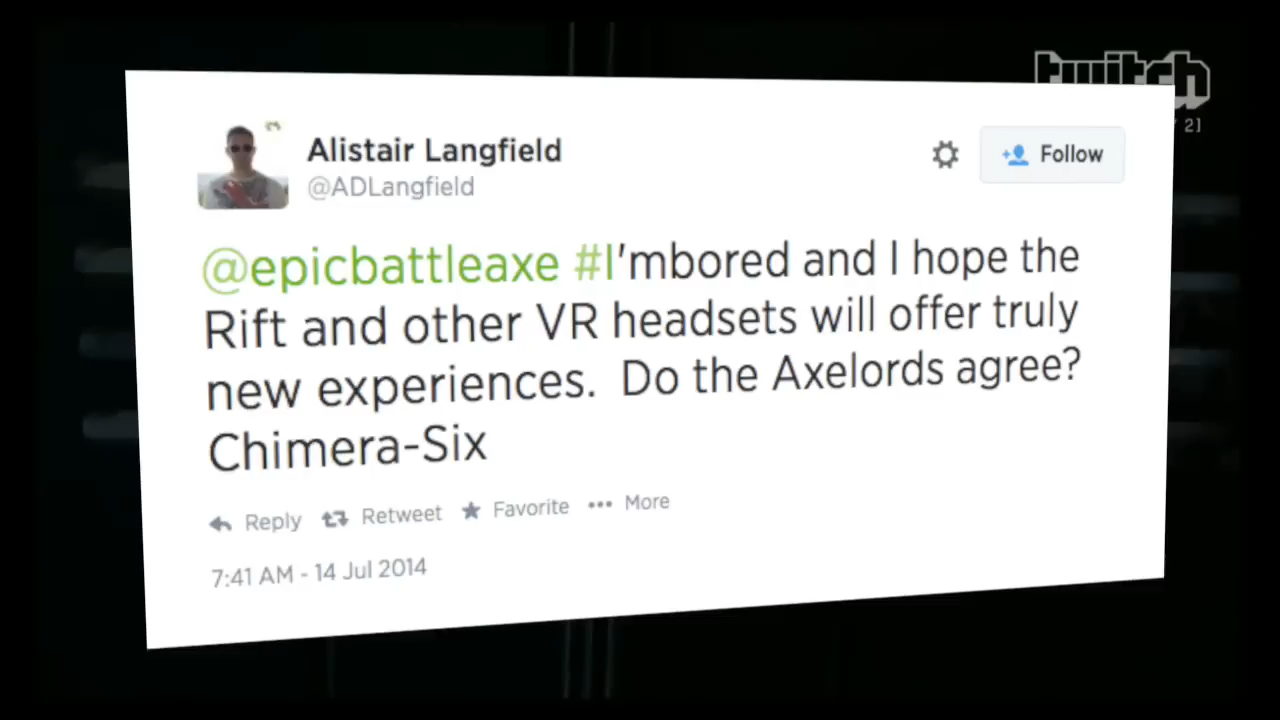 twitch
2]
Alistair Langfield
@ADLangfield
Follow
@epicbattleaxe #I'mbored and I hope the
Rift and other VR headsets will offer truly
new experiences. Do the Axelords agree?
Chimera-Six
Reply Retweet Favorite More
7:41 AM - 14 Jul 2014